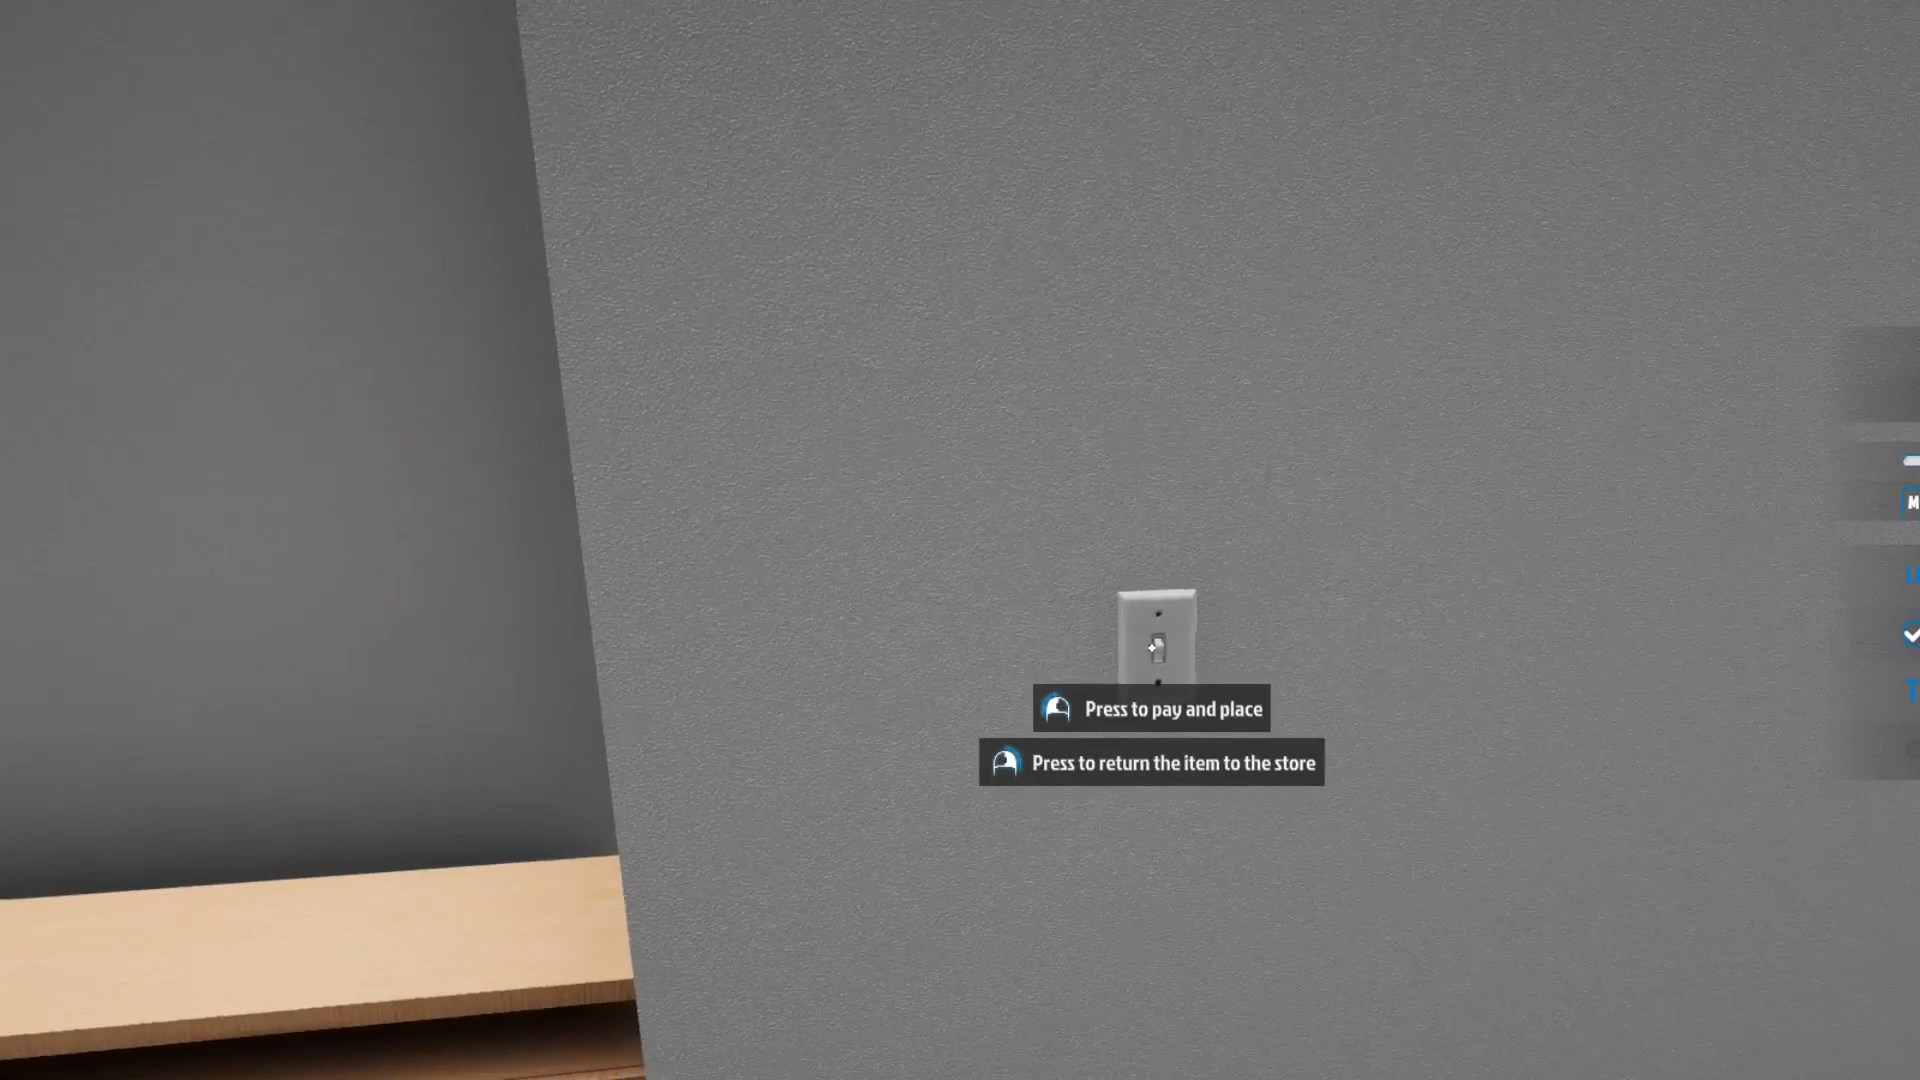 Press to pay and place
Press to return the item to the store